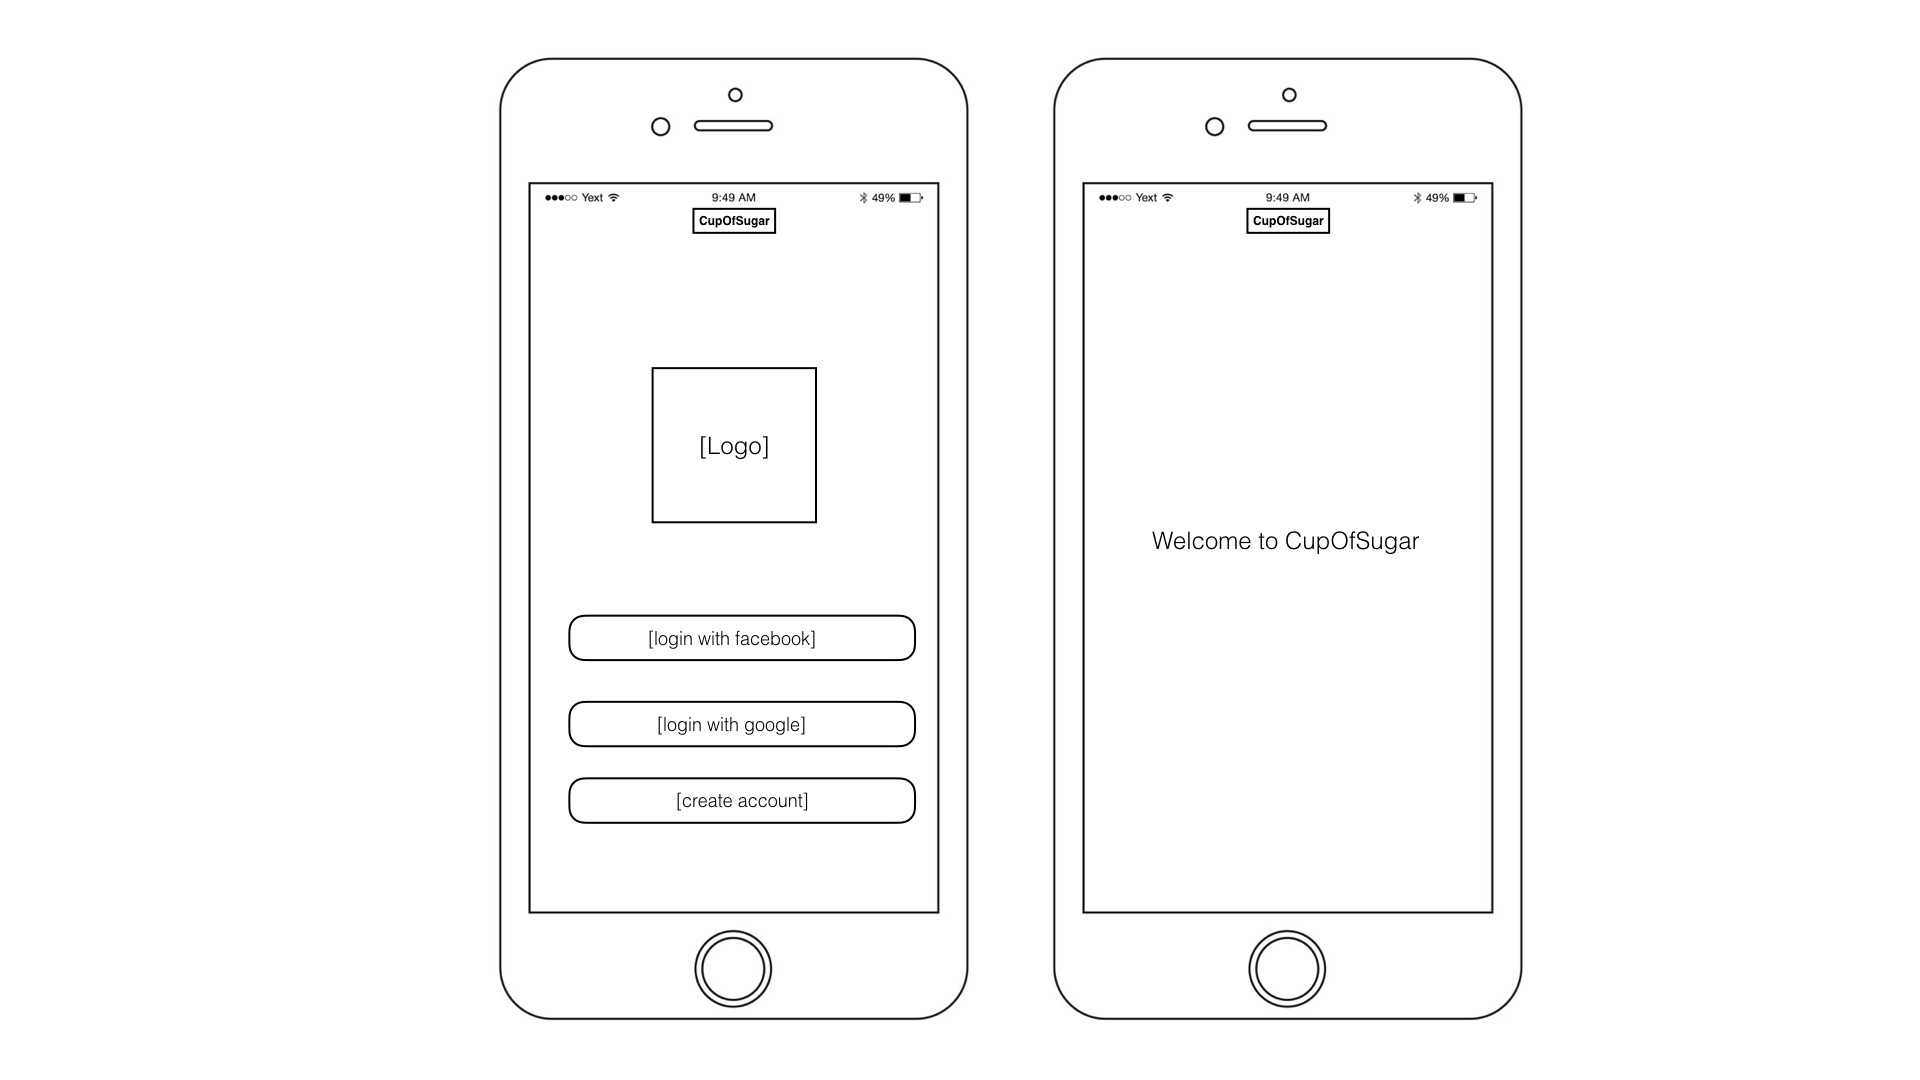 Yext 9:49 AM 49%
CupOfSugar
[Logo]
[login with facebook]
[login with google]
[create account]
Yext 9:49 AM 49%
CupOfSugar
Welcome to CupOfSugar